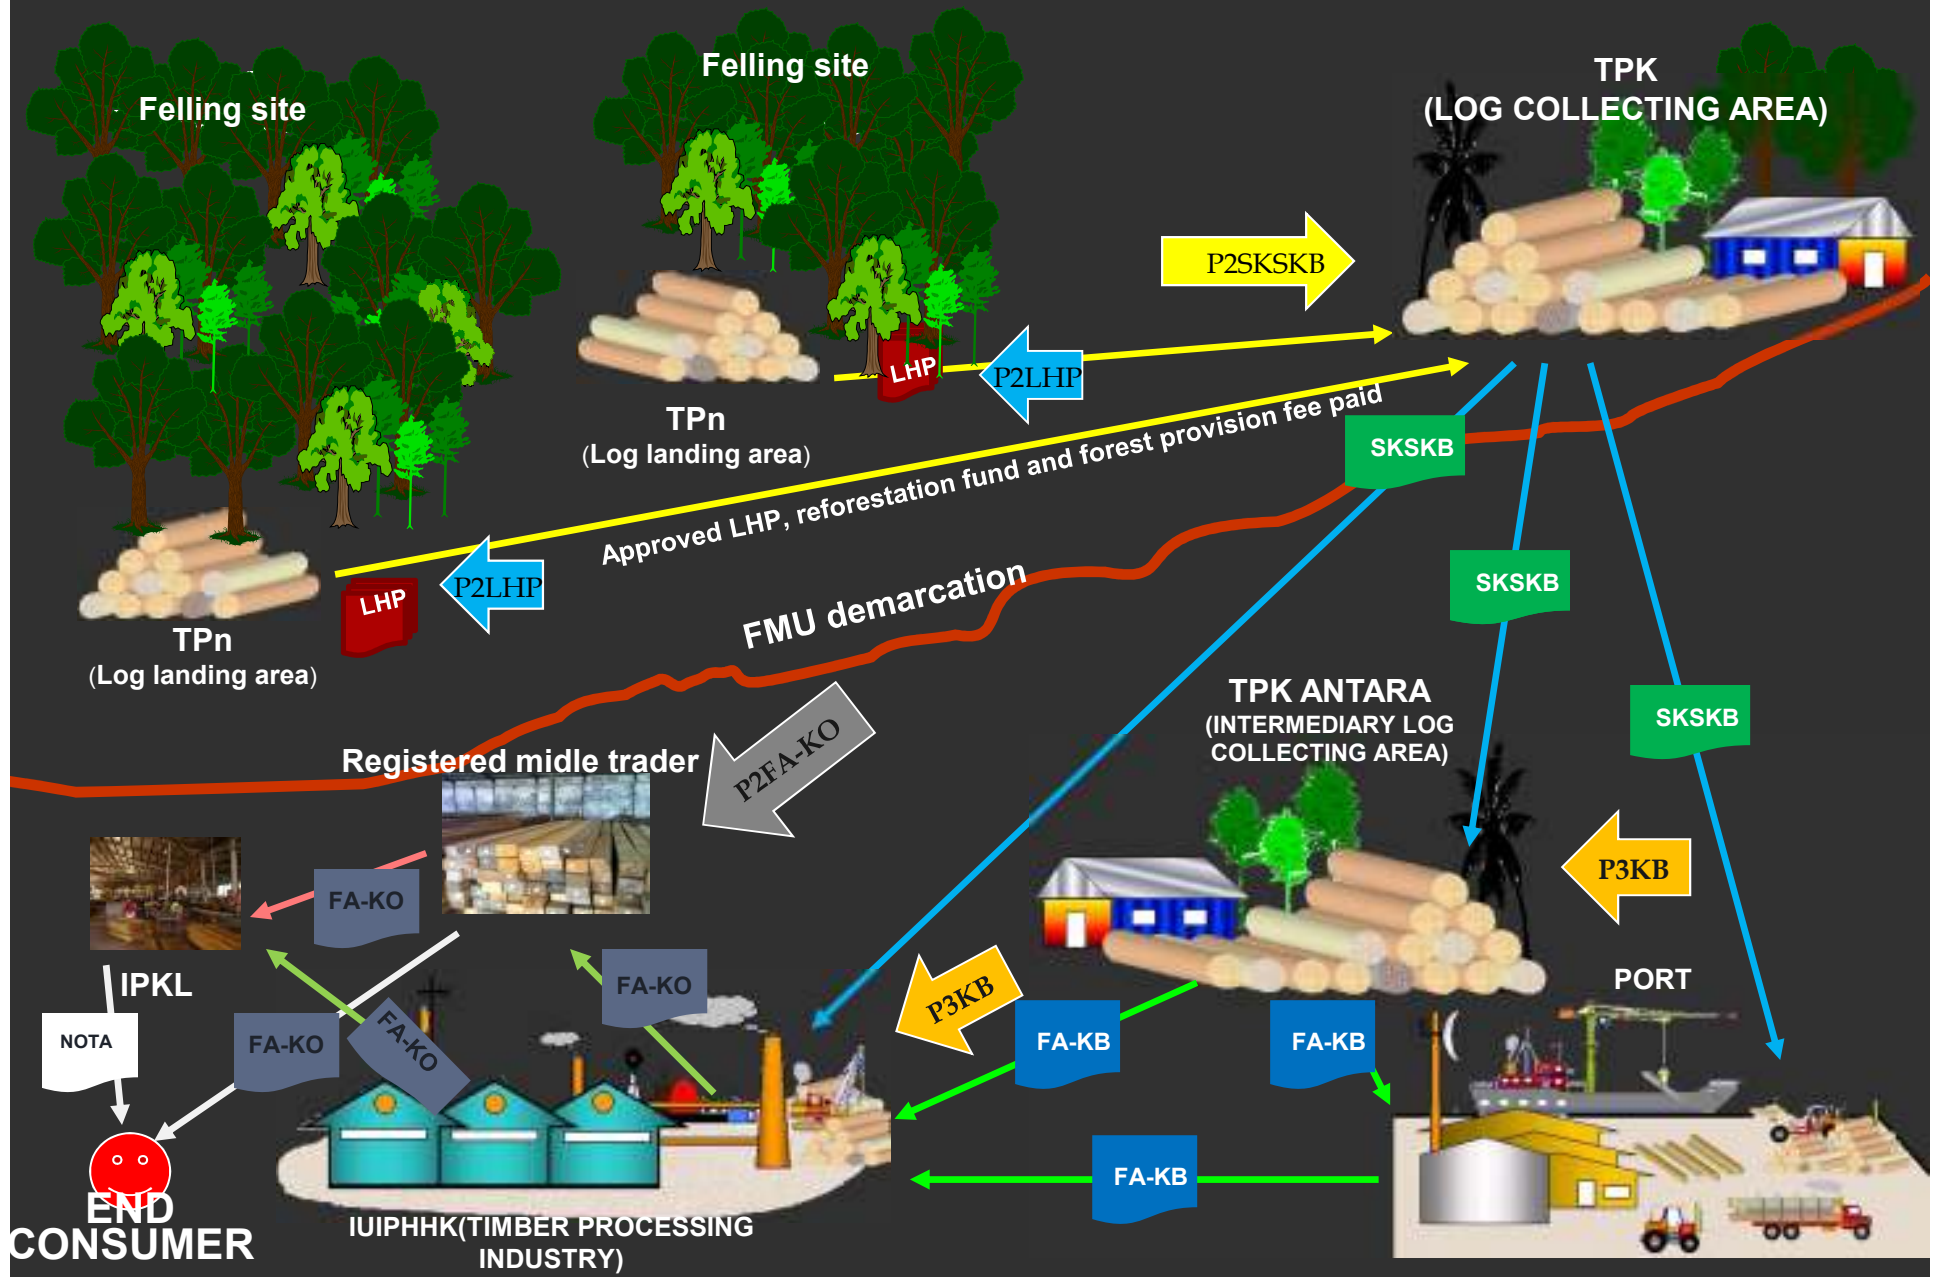 Felling site
Felling site
TPK
(LOG COLLECTING AREA)
P2SKSKB
LHP
P2LHP
TPn
(Log landing area)
Approved LHP, reforestation fund and forest provision fee paid
SKSKB
P2LHP
LHP
TPn
(Log landing area)
FMU demarcation
SKSKB
SKSKB
TPK ANTARA
(INTERMEDIARY LOG
COLLECTING AREA)
P2FA-KO
Registered midle trader
P3KB
FA-KO
IPKL
FA-KO
P3KB
PORT
NOTA
FA-KO
FA-KO
FA-KB
FA-KB
FA-KB
END
CONSUMER
IUIPHHK(TIMBER PROCESSING
INDUSTRY)